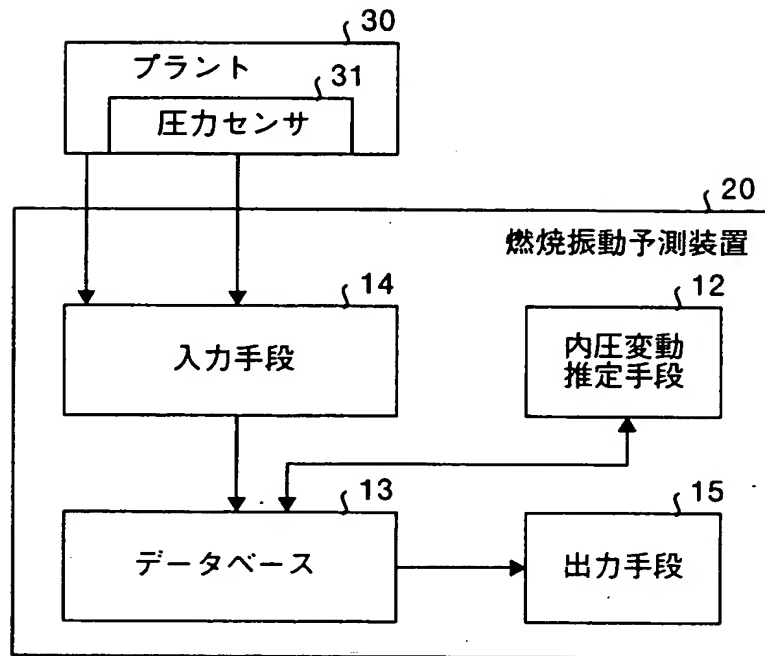 30
プラント
31
圧力センサ
20
燃焼振動予測装置
14
入力手段
12
内圧変動
推定手段
13
データベース
15
出力手段